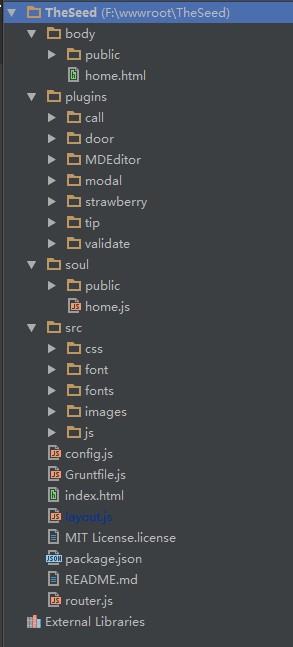 TheSeed (F:\wwwroot\TheSeed)
body
public
home.html
plugins
call
door
MDEditor
modal
strawberry
tip
validate
soul
public
home.js
src
css
font
fonts
images
js
config.js
Gruntfile.js
index.html
layout.js
MIT License.license
package.json
README.md
router.js
External Libraries